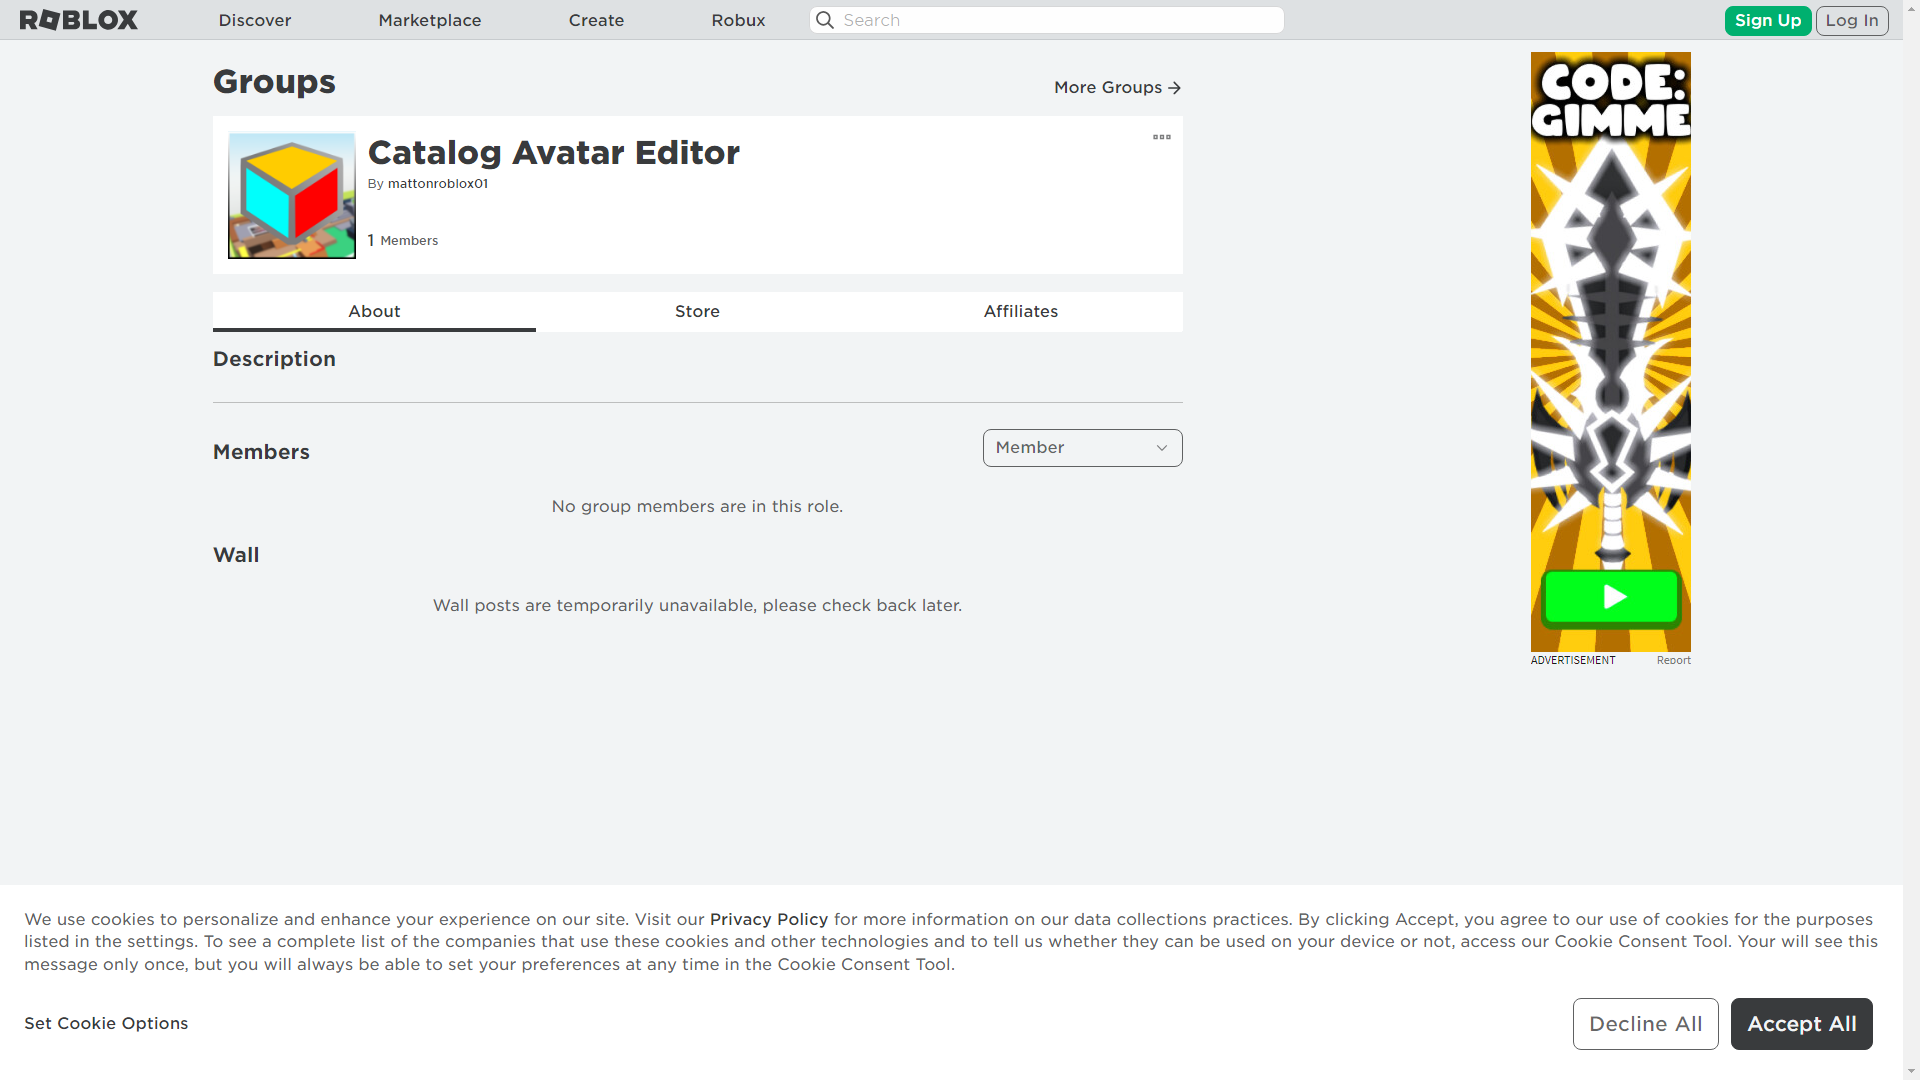 ROBLOX
Discover
Marketplace
Create
Robux
Search
Sign Up
Log In
Groups
More Groups
Catalog Avatar Editor
By mattonroblox01
1 Members
About
Store
Affiliates
Description
Members
Member
No group members are in this role.
Wall
Wall posts are temporarily unavailable, please check back later.
CODE:
GIMME
ADVERTISEMENT
Report
We use cookies to personalize and enhance your experience on our site. Visit our Privacy Policy for more information on our data collections practices. By clicking Accept, you agree to our use of cookies for the purposes
listed in the settings. To see a complete list of the companies that use these cookies and other technologies and to tell us whether they can be used on your device or not, access our Cookie Consent Tool. Your will see this
message only once, but you will always be able to set your preferences at any time in the Cookie Consent Tool.
Set Cookie Options
Decline All
Accept All